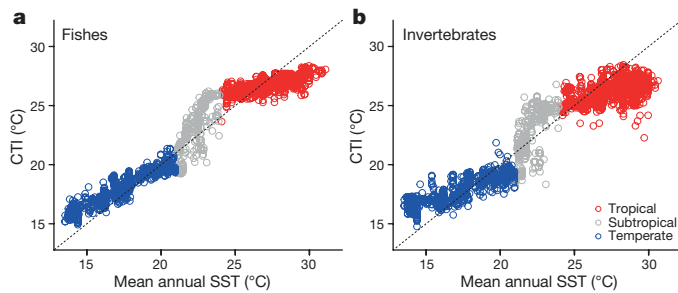 a
Fishes
30
25
20
15
CTI (°C)
15
20
25
30
Mean annual SST (°C)
b
Invertebrates
30
25
20
15
CTI (°C)
Tropical
Subtropical
Temperate
15
20
25
30
Mean annual SST (°C)